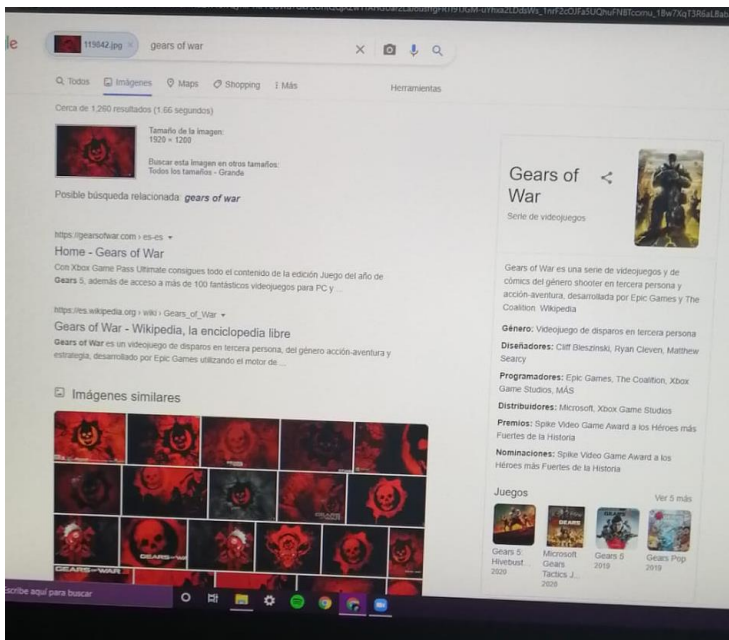 le
119842.jpg ×
gears of war
Todos
Imágenes
Maps
Shopping
Más
Herramientas
Cerca de 1,260 resultados (1.66 segundos)
Tamaño de la imagen:
1920 × 1200
Buscar esta imagen en otros tamaños:
Todos los tamaños - Grande
Posible búsqueda relacionada: gears of war
https://gearsofwar.com › es-es
Home - Gears of War
Con Xbox Game Pass Ultimate consigues todo el contenido de la edición Juego del año de
Gears 5, además de acceso a más de 100 fantásticos videojuegos para PC y ...
https://es.wikipedia.org › wiki › Gears_of_War
Gears of War - Wikipedia, la enciclopedia libre
Gears of War es un videojuego de disparos en tercera persona, del género acción-aventura y
estrategia, desarrollado por Epic Games utilizando el motor de ...
Imágenes similares
GEARS OF WAR
Gears of
War
Serie de videojuegos
Gears of War es una serie de videojuegos y de
cómics del género shooter en tercera persona y
acción-aventura, desarrollada por Epic Games y The
Coalition Wikipedia
Género: Videojuego de disparos en tercera persona
Diseñadores: Cliff Bleszinski, Ryan Cleven, Matthew
Searcy
Programadores: Epic Games, The Coalition, Xbox
Game Studios, MÁS
Distribuidores: Microsoft, Xbox Game Studios
Premios: Spike Video Game Award a los Héroes más
Fuertes de la Historia
Nominaciones: Spike Video Game Award a los
Héroes más Fuertes de la Historia
Juegos
Ver 5 más
Gears 5:
Hivebust...
2020
Microsoft
Gears
Tactics J...
2020
Gears 5
2019
Gears Pop
2019
scribe aquí para buscar